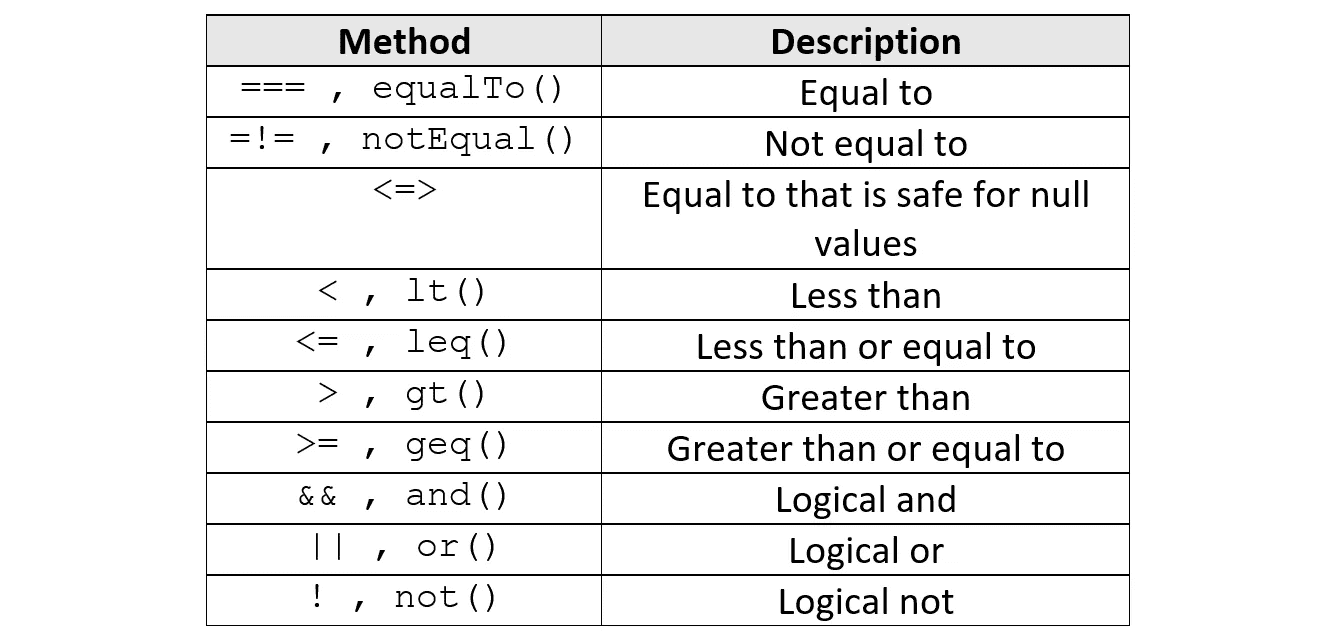 Method Description
=== , equalTo() Equal to
=!= , notEqual() Not equal to
<=> Equal to that is safe for null
values
< , lt() Less than
<= , leq() Less than or equal to
> , gt() Greater than
>= , geq() Greater than or equal to
&& , and() Logical and
|| , or() Logical or
! , not() Logical not